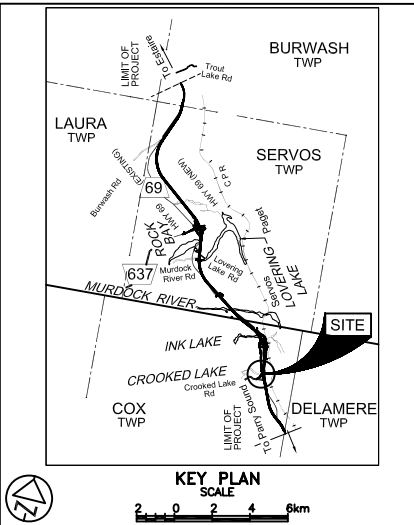 To Estaire
LIMIT OF
PROJECT
Trout
Lake Rd
BURWASH
TWP
LAURA
TWP
SERVOS
TWP
(EXISTING)
Burwash Rd
69
HWY 69
HWY 69 (NEW)
C P R
ROCK
BAY
637
Murdock
River Rd
Lovering
Lake Rd
Servos
Paget
LOVERING
LAKE
MURDOCK RIVER
SITE
INK LAKE
CROOKED LAKE
Crooked Lake
Rd
COX
TWP
LIMIT OF
PROJECT
To Parry Sound
DELAMERE
TWP
KEY PLAN
SCALE
2 0 2 4 6km
N